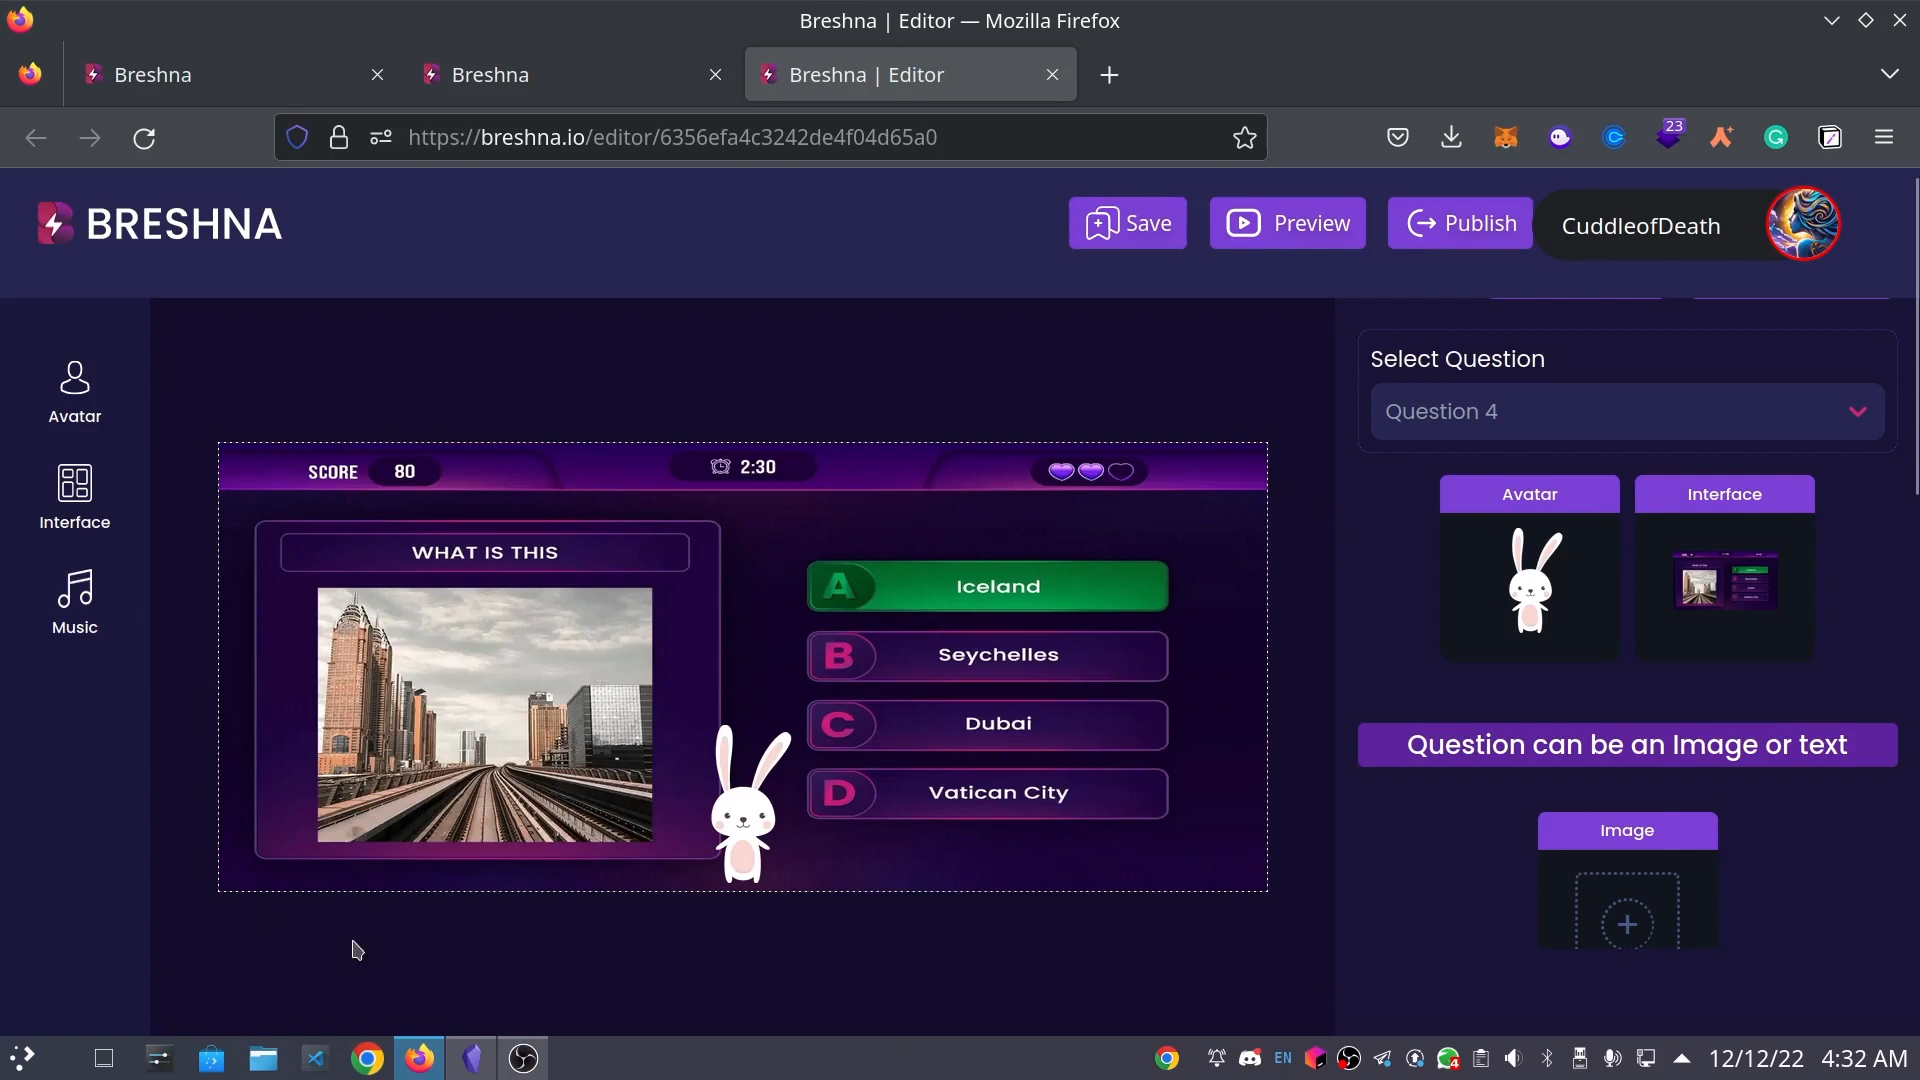 Breshna | Editor — Mozilla Firefox
Breshna
Breshna
Breshna | Editor
https://breshna.io/editor/6356efa4c3242de4f04d65a0
23
BRESHNA
Save
Preview
Publish
CuddleofDeath
Avatar
Interface
Music
SCORE 80
2:30
WHAT IS THIS
A Iceland
B Seychelles
C Dubai
D Vatican City
Select Question
Question 4
Avatar
Interface
Question can be an Image or text
Image
EN
4
12/12/22
4:32 AM